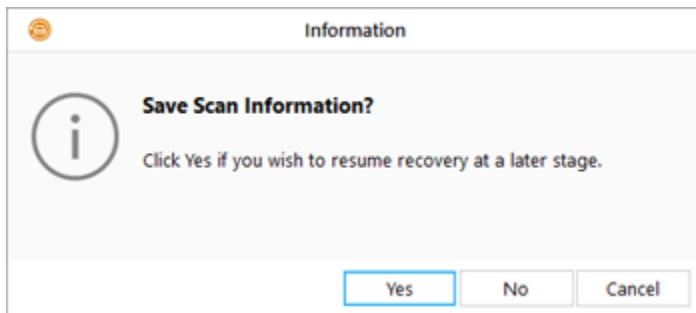 Information
Save Scan Information?
Click Yes if you wish to resume recovery at a later stage.
Yes No Cancel